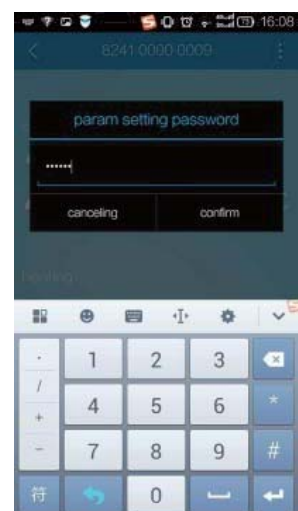 16:08
8241-0000-0009
param setting password
••••••
canceling
confirm
heating
· 1 2 3
/
+ 4 5 6 *
- 7 8 9 #
符 0